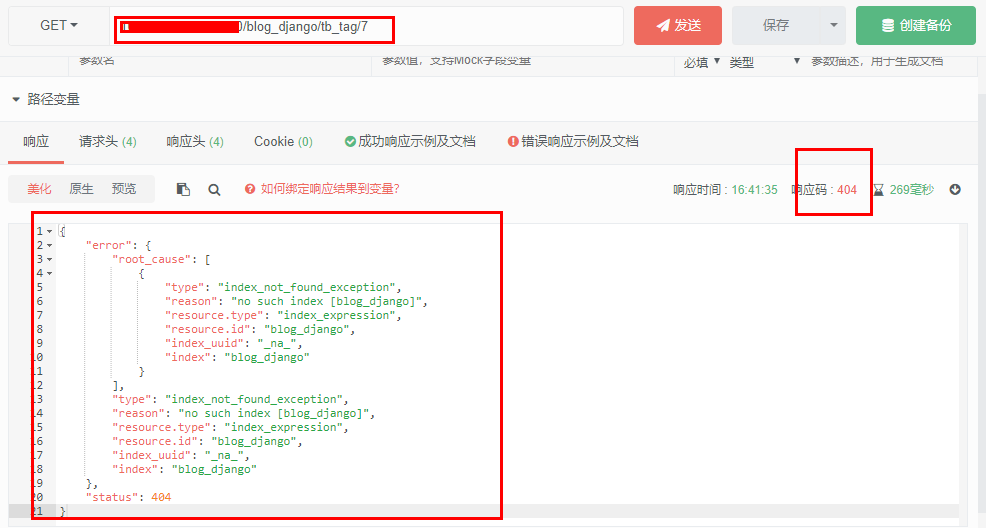 GET
0/blog_django/tb_tag/7
发送
保存
创建备份
参数名
参数值，支持Mock字段变量
必填
类型
参数描述，用于生成文档
路径变量
响应
请求头 (4)
响应头 (4)
Cookie (0)
成功响应示例及文档
错误响应示例及文档
美化
原生
预览
如何绑定响应结果到变量?
响应时间 : 16:41:35
响应码 : 404
269毫秒
1 {
2 "error": {
3 "root_cause": [
4 {
5 "type": "index_not_found_exception",
6 "reason": "no such index [blog_django]",
7 "resource.type": "index_expression",
8 "resource.id": "blog_django",
9 "index_uuid": "_na_",
10 "index": "blog_django"
11 }
12 ],
13 "type": "index_not_found_exception",
14 "reason": "no such index [blog_django]",
15 "resource.type": "index_expression",
16 "resource.id": "blog_django",
17 "index_uuid": "_na_",
18 "index": "blog_django"
19 },
20 "status": 404
21 }